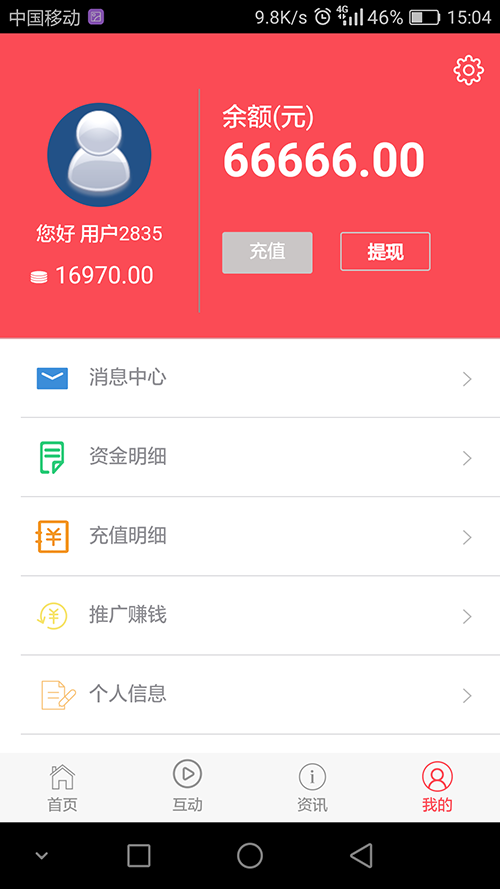 中国移动 9.8K/s 4G 46% 15:04
余额(元)
66666.00
您好 用户2835
16970.00
充值 提现
消息中心
资金明细
充值明细
推广赚钱
个人信息
首页 互动 资讯 我的